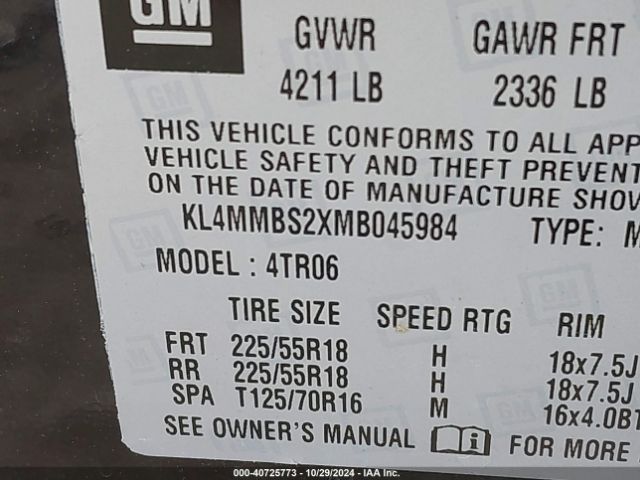 GM
GVWR GAWR FRT
4211 LB 2336 LB
THIS VEHICLE CONFORMS TO ALL APP
VEHICLE SAFETY AND THEFT PREVENT
ON THE DATE OF MANUFACTURE SHOW
KL4MMBS2XMB045984 TYPE: M
MODEL : 4TR06
TIRE SIZE SPEED RTG RIM
FRT 225/55R18 H 18x7.5J
RR 225/55R18 H 18x7.5J
SPA T125/70R16 M 16x4.0BT
SEE OWNER'S MANUAL FOR MORE
000-40725773 - 10/29/2024 - IAA Inc.